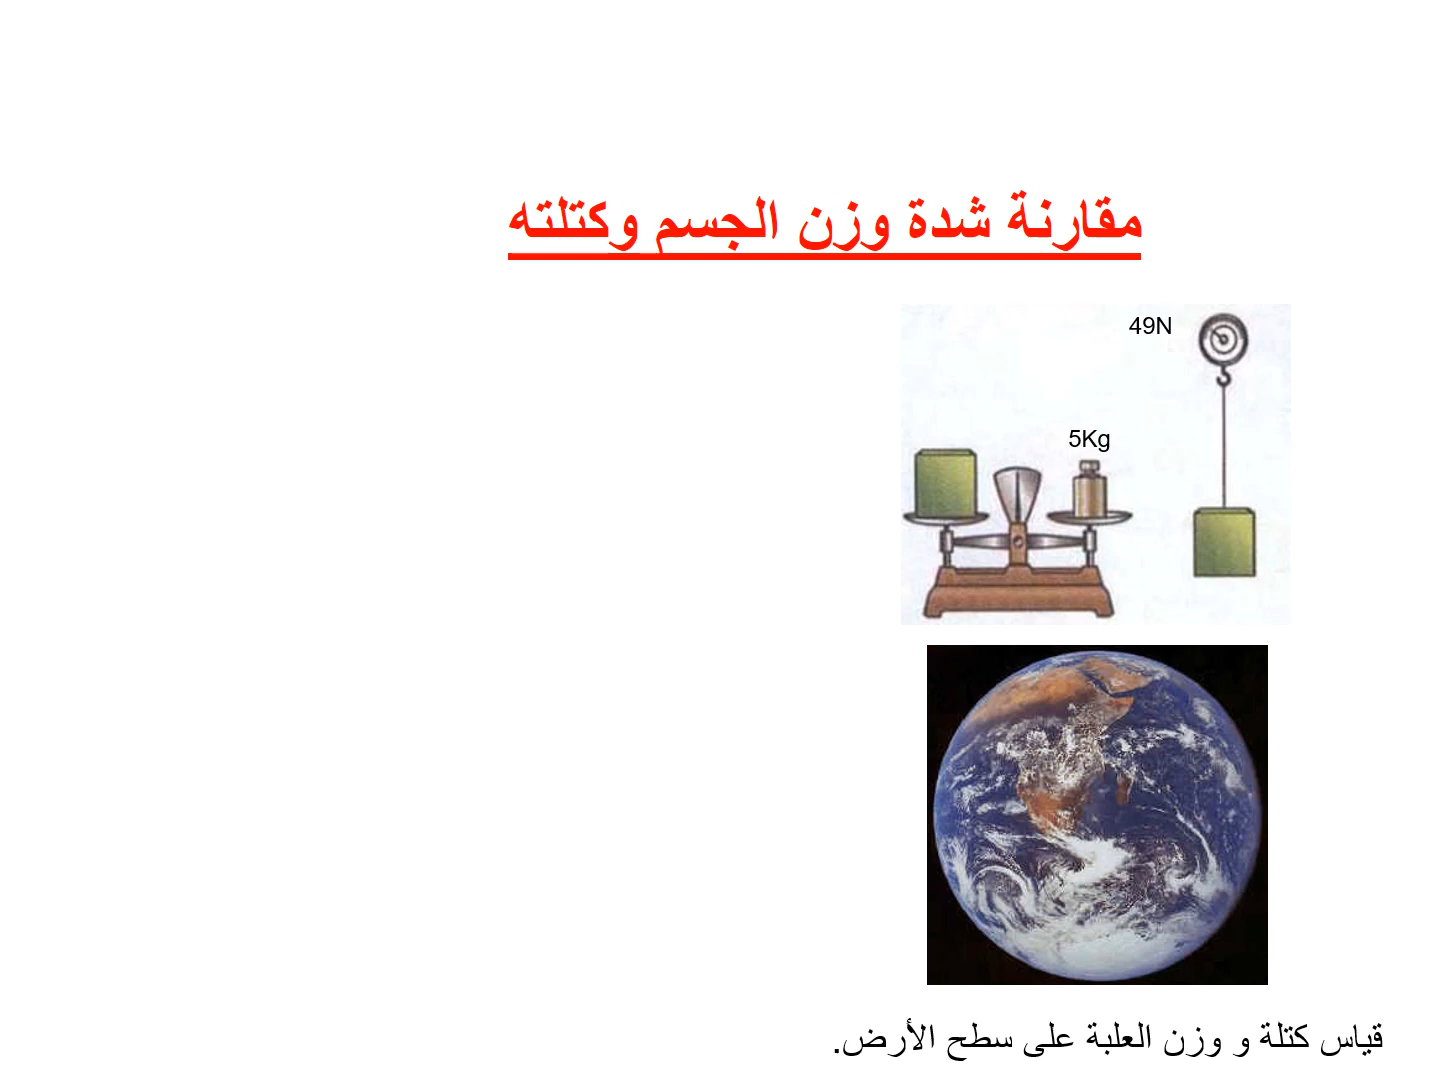 مقارنة شدة وزن الجسم وكتلته
49N
5Kg
قياس كتلة و وزن العلبة على سطح الأرض.